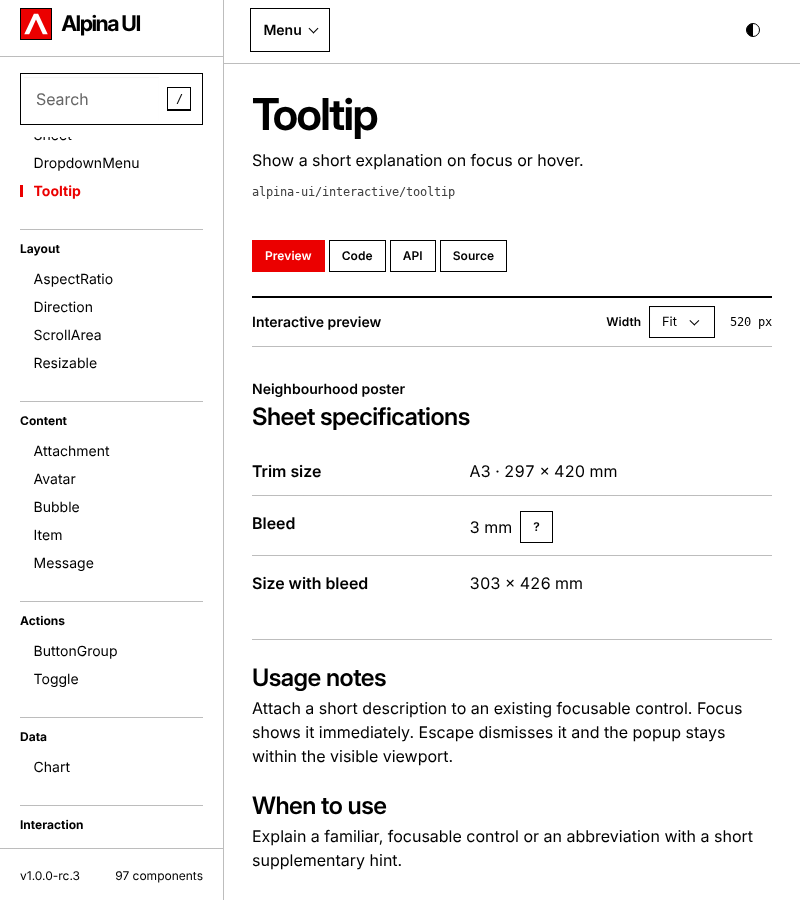 Alpina UI
Search /
DropdownMenu
Tooltip
Layout
AspectRatio
Direction
ScrollArea
Resizable
Content
Attachment
Avatar
Bubble
Item
Message
Actions
ButtonGroup
Toggle
Data
Chart
Interaction
v1.0.0-rc.3 97 components
Menu
Tooltip
Show a short explanation on focus or hover.
alpina-ui/interactive/tooltip
Preview Code API Source
Interactive preview Width Fit 520 px
Neighbourhood poster
Sheet specifications
Trim size A3 · 297 × 420 mm
Bleed 3 mm ?
Size with bleed 303 × 426 mm
Usage notes
Attach a short description to an existing focusable control. Focus
shows it immediately. Escape dismisses it and the popup stays
within the visible viewport.
When to use
Explain a familiar, focusable control or an abbreviation with a short
supplementary hint.